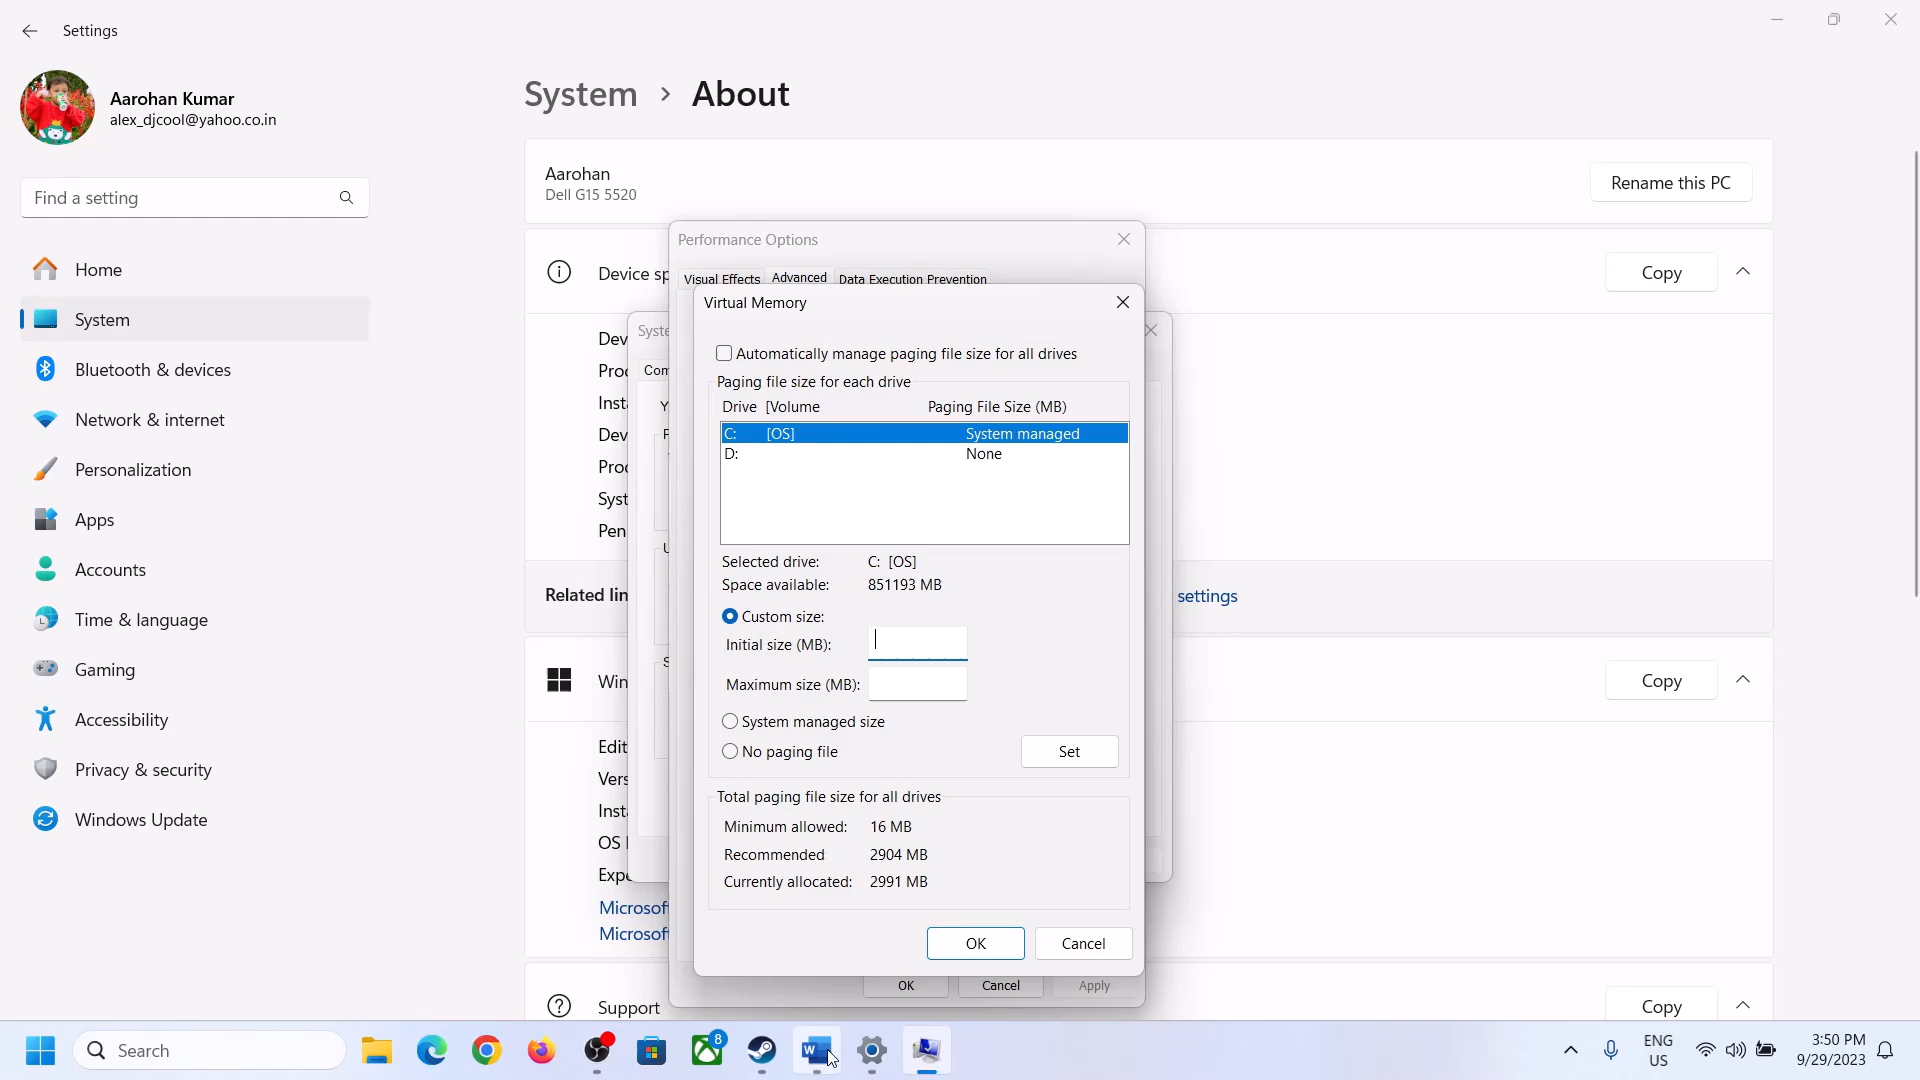 Settings
Aarohan Kumar
alex_djcool@yahoo.co.in
Find a setting
Home
System
Bluetooth & devices
Network & internet
Personalization
Apps
Accounts
Time & language
Gaming
Accessibility
Privacy & security
Windows Update
System > About
Aarohan
Dell G15 5520
Rename this PC
Device sp
Copy
Related lin
settings
Win
Copy
Support
Copy
Performance Options
Visual Effects Advanced Data Execution Prevention
Virtual Memory
Automatically manage paging file size for all drives
Paging file size for each drive
Drive [Volume Paging File Size (MB)
C: [OS] System managed
D: None
Selected drive: C: [OS]
Space available: 851193 MB
Custom size:
Initial size (MB):
Maximum size (MB):
System managed size
No paging file
Set
Total paging file size for all drives
Minimum allowed: 16 MB
Recommended 2904 MB
Currently allocated: 2991 MB
OK Cancel
OK Cancel Apply
Search
8
ENG
US
3:50 PM
9/29/2023